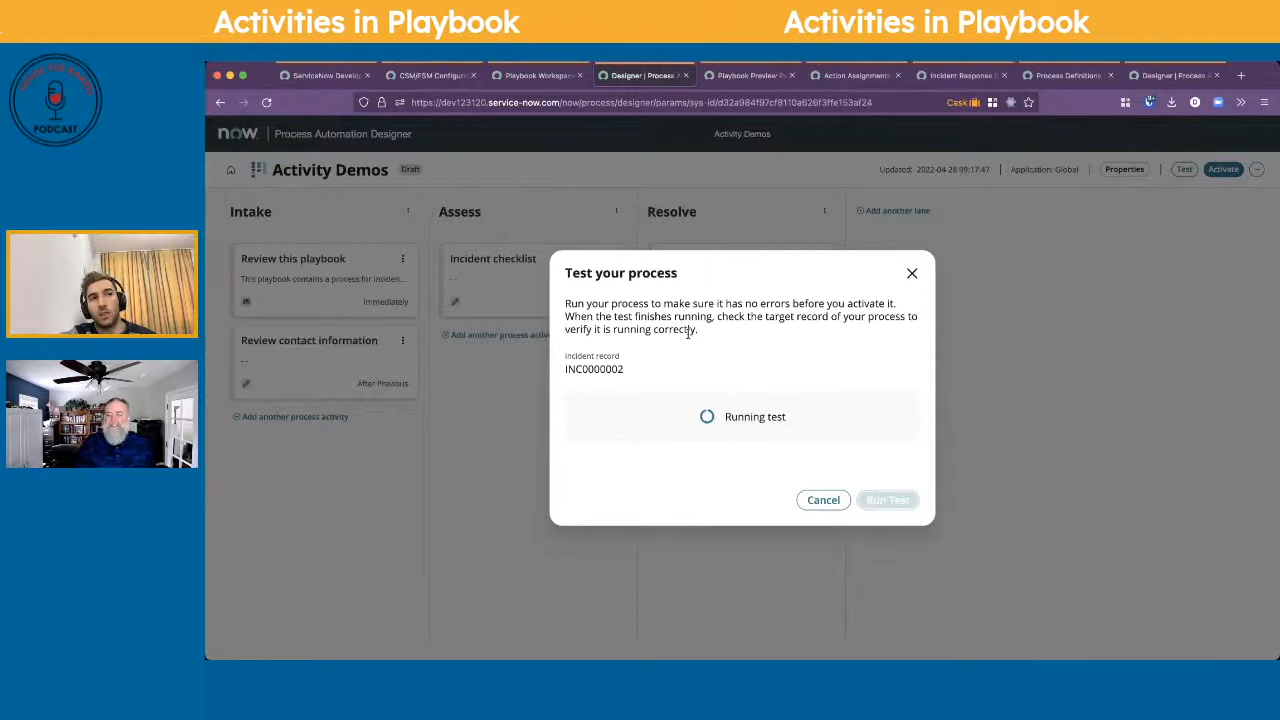 Activities in Playbook
Activities in Playbook
PODCAST
ServiceNow Develop
CSM/FSM Configur
Playbook Workspace
Designer | Process A
Playbook Preview P
Action Assignments
Incident Response D
Process Definitions
Designer | Process A
https://dev123120.service-now.com/now/process/designer/params/sys-id/d32a984f97cf8110a626f3ffe153af24
Cask
now
Process Automation Designer
Activity Demos
Activity Demos
Draft
Updated: 2022-04-28 09:17:47
Application: Global
Properties
Test
Activate
Intake
Assess
Resolve
Add another lane
Review this playbook
This playbook contains a process for inciden...
Immediately
Review contact information
--
After Previous
Add another process activity
Incident checklist
--
Add another process activi
Test your process
Run your process to make sure it has no errors before you activate it.
When the test finishes running, check the target record of your process to
verify it is running correctly.
Incident record
INC0000002
Running test
Cancel
Run Test